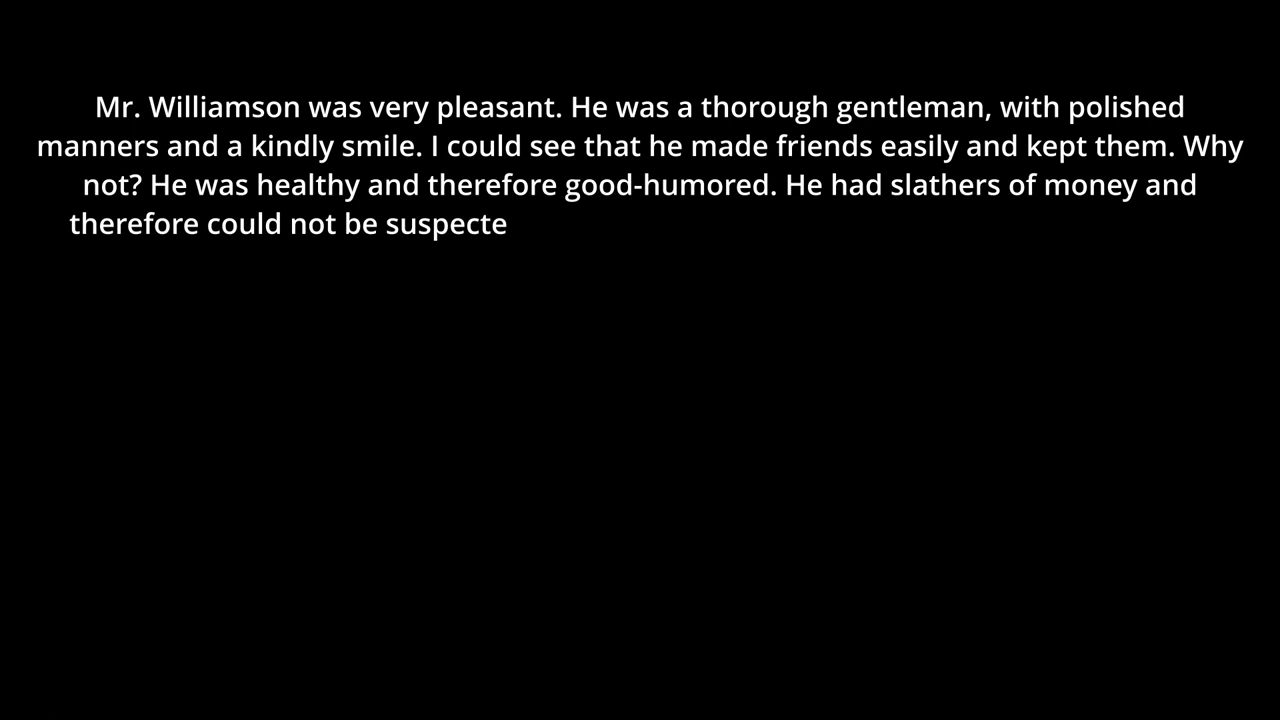 Mr. Williamson was very pleasant. He was a thorough gentleman, with polished
manners and a kindly smile. I could see that he made friends easily and kept them. Why
not? He was healthy and therefore good-humored. He had slathers of money and
therefore could not be suspecte